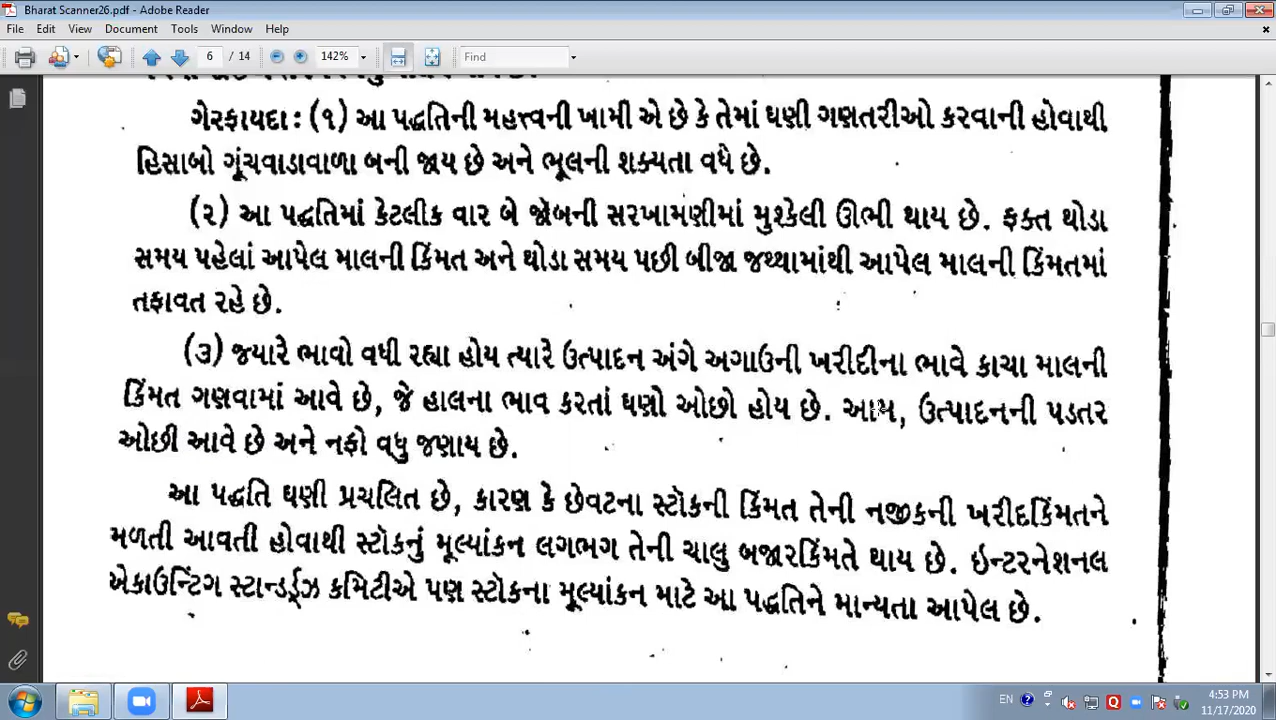 Bharat Scanner26.pdf - Adobe Reader
File Edit View Document Tools Window Help
6 / 14 142% Find
ગેરફાયદા: (૧) આ પદ્ધતિની મહત્ત્વની ખામી એ છે કે તેમાં ઘણી ગણતરીઓ કરવાની હોવાથી
હિસાબો ગૂંચવાડાવાળા બની જાય છે અને ભૂલની શક્યતા વધે છે.
(૨) આ પદ્ધતિમાં કેટલીક વાર બે જૉબની સરખામણીમાં મુશ્કેલી ઊભી થાય છે. ફક્ત થોડા
સમય પહેલાં આપેલ માલની કિંમત અને થોડા સમય પછી બીજા જથ્થામાંથી આપેલ માલની કિંમતમાં
તફાવત રહે છે.
(૩) જ્યારે ભાવો વધી રહ્યા હોય ત્યારે ઉત્પાદન અંગે અગાઉની ખરીદીના ભાવે કાચા માલની
કિંમત ગણવામાં આવે છે, જે હાલના ભાવ કરતાં ઘણો ઓછો હોય છે. આમ, ઉત્પાદનની પડતર
ઓછી આવે છે અને નફો વધુ જણાય છે.
આ પદ્ધતિ ઘણી પ્રચલિત છે, કારણ કે છેવટના સ્ટૉકની કિંમત તેની નજીકની ખરીદકિંમતને
મળતી આવતી હોવાથી સ્ટૉકનું મૂલ્યાંકન લગભગ તેની ચાલુ બજારકિંમતે થાય છે. ઇન્ટરનેશનલ
એકાઉન્ટિંગ સ્ટાન્ડર્ડ્ઝ કમિટીએ પણ સ્ટૉકના મૂલ્યાંકન માટે આ પદ્ધતિને માન્યતા આપેલ છે.
EN 4:53 PM
11/17/2020